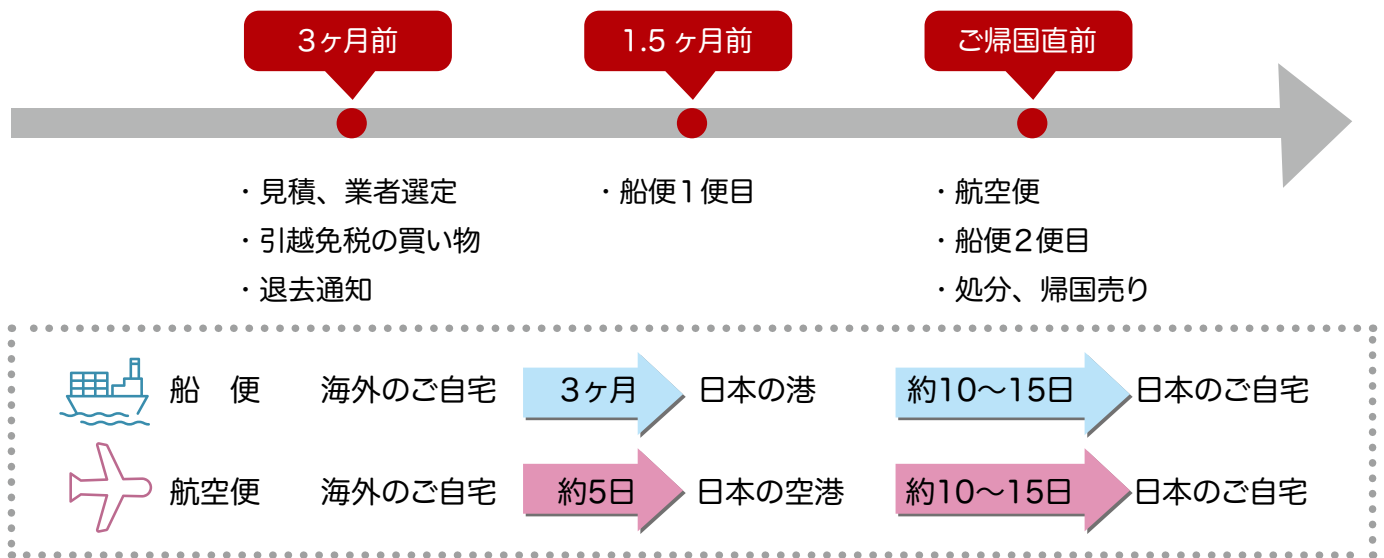 3ヶ月前
1.5ヶ月前
ご帰国直前
・見積、業者選定
・引越免税の買い物
・退去通知
・船便1便目
・航空便
・船便2便目
・処分、帰国売り
船　便　海外のご自宅　3ヶ月　日本の港　約10～15日　日本のご自宅
航空便　海外のご自宅　約5日　日本の空港　約10～15日　日本のご自宅